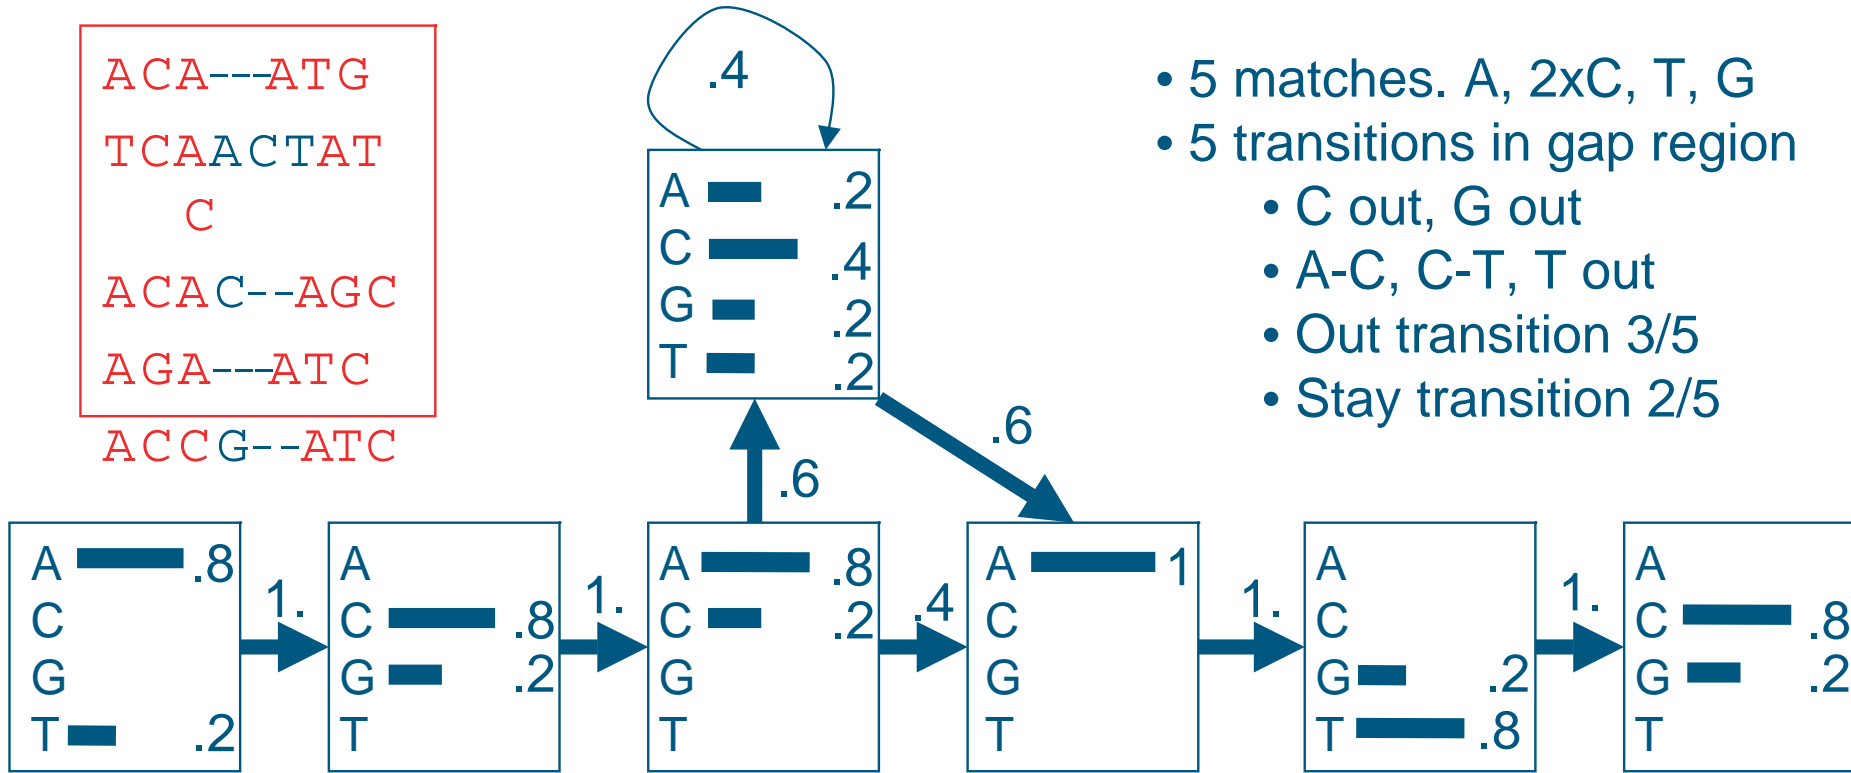 ACA---ATG
TCAACTAT
C
ACAC--AGC
AGA---ATC
ACCG--ATC
.4
A .2
C .4
G .2
T .2
.6
.6
• 5 matches. A, 2xC, T, G
• 5 transitions in gap region
• C out, G out
• A-C, C-T, T out
• Out transition 3/5
• Stay transition 2/5
A .8
C
G
T .2
1.
A
C .8
G .2
T
1.
A .8
C .2
G
T
.4
A 1
C
G
T
1.
A
C
G .2
T .8
1.
A
C .8
G .2
T